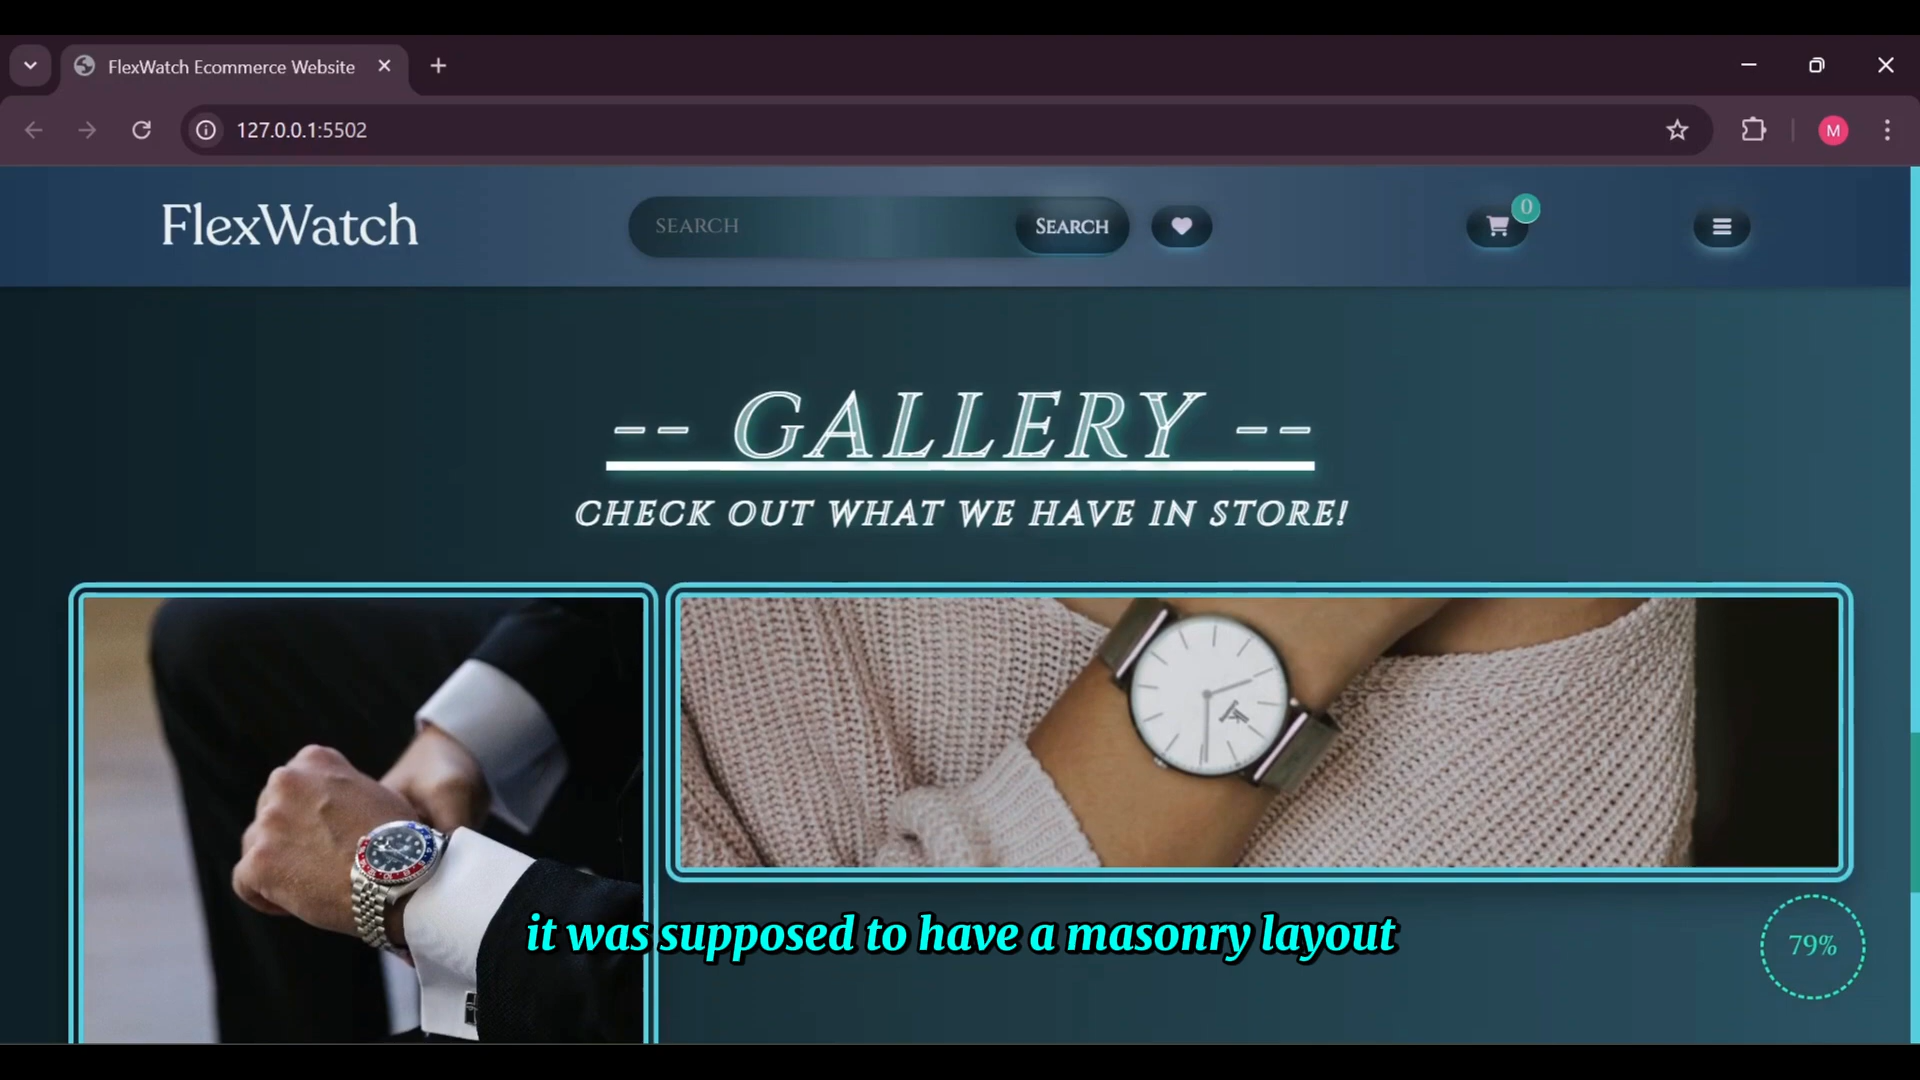 FlexWatch Ecommerce Website
127.0.0.1:5502
M
FlexWatch
SEARCH
SEARCH
0
-- GALLERY --
CHECK OUT WHAT WE HAVE IN STORE!
it was supposed to have a masonry layout
79%